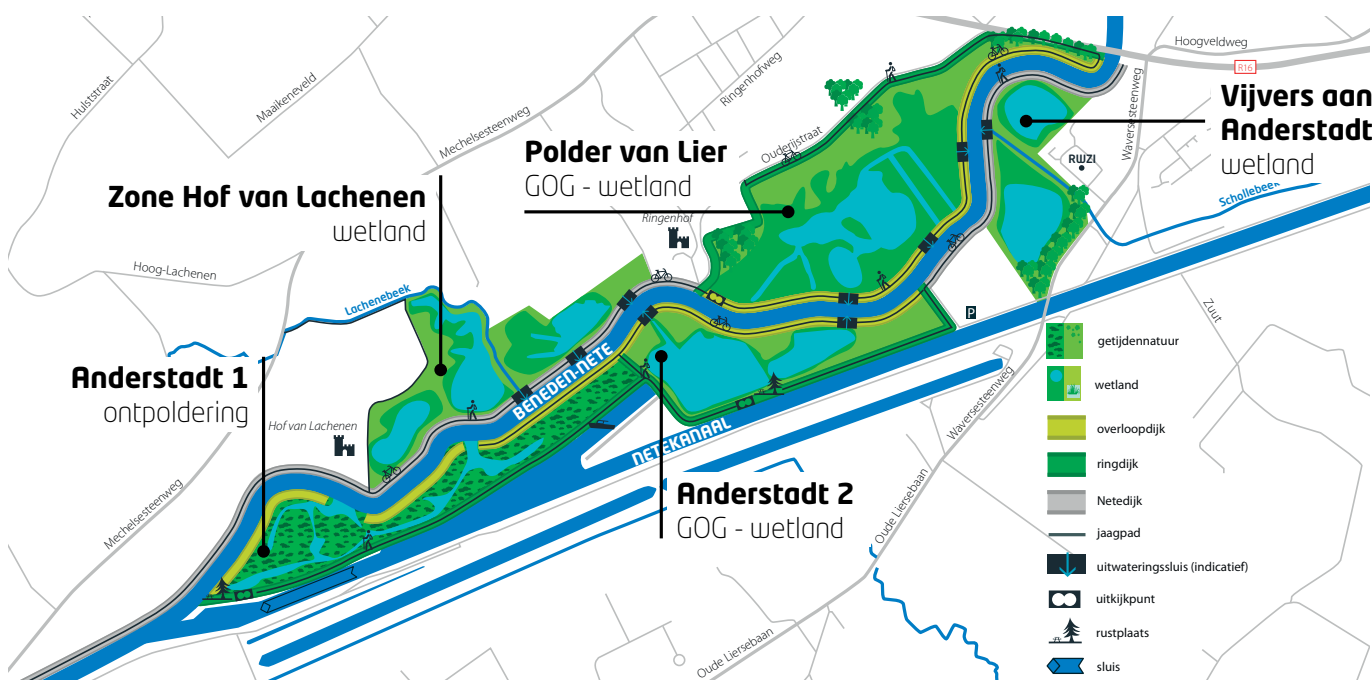 Hoogveldweg
R16
Hulststraat
Maaikeneveld
Ringenhofweg
Mechelsesteenweg
Waversesteenweg
Vijvers aan
Anderstadt
wetland
Polder van Lier
GOG - wetland
Ouderijstraat
RWZI
Zone Hof van Lachenen
wetland
Ringenhof
Schollebeek
Hoog-Lachenen
Lachenebeek
Zuut
P
Anderstadt 1
ontpoldering
BENEDEN-NETE
Hof van Lachenen
NETEKANAAL
Waversesteenweg
Anderstadt 2
GOG - wetland
Mechelsesteenweg
Oude Liersebaan
Oude Liersebaan
getijdennatuur
wetland
overloopdijk
ringdijk
Netedijk
jaagpad
uitwateringssluis (indicatief)
uitkijkpunt
rustplaats
sluis